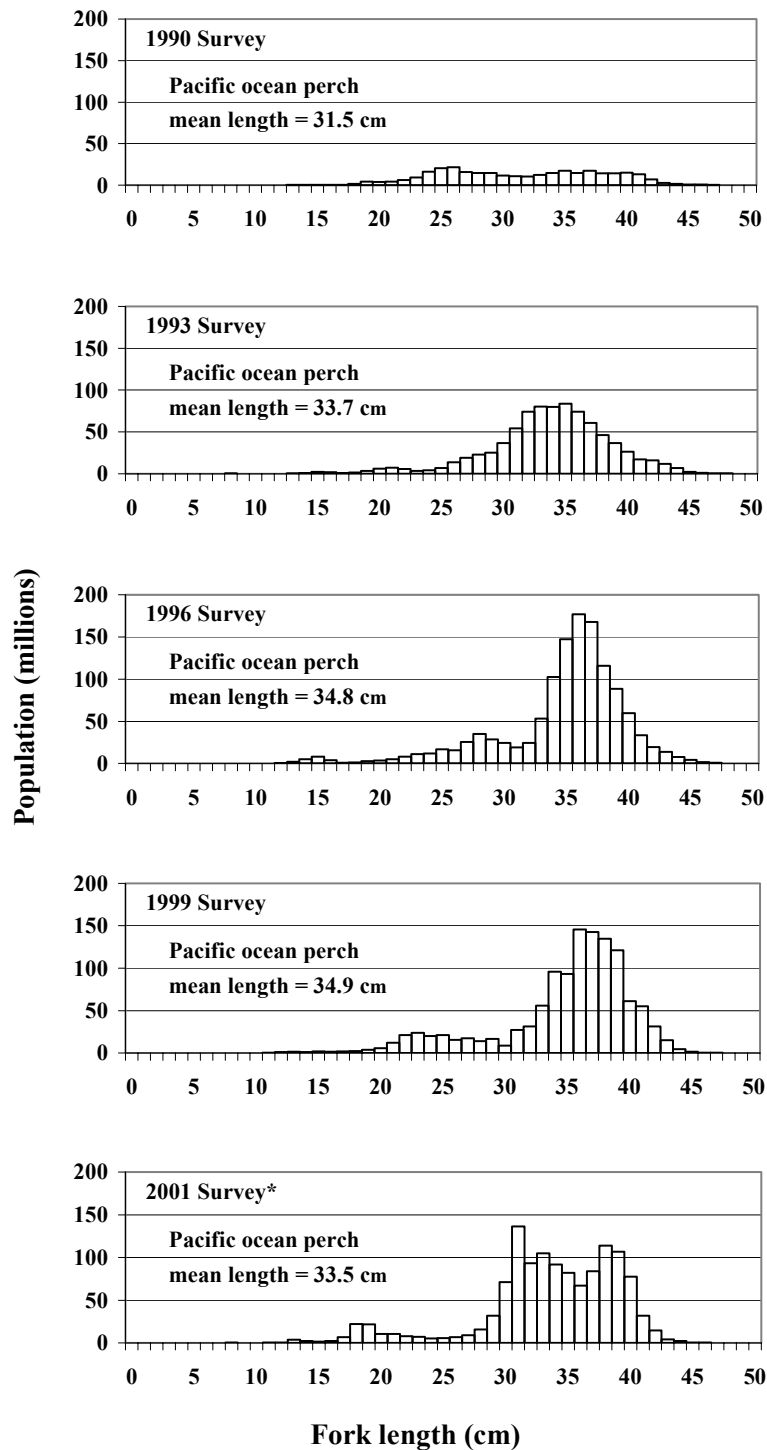 Population (millions)
200
150
100
50
0
1990 Survey
Pacific ocean perch
mean length = 31.5 cm
0 5 10 15 20 25 30 35 40 45 50
200
150
100
50
0
1993 Survey
Pacific ocean perch
mean length = 33.7 cm
0 5 10 15 20 25 30 35 40 45 50
200
150
100
50
0
1996 Survey
Pacific ocean perch
mean length = 34.8 cm
0 5 10 15 20 25 30 35 40 45 50
200
150
100
50
0
1999 Survey
Pacific ocean perch
mean length = 34.9 cm
0 5 10 15 20 25 30 35 40 45 50
200
150
100
50
0
2001 Survey*
Pacific ocean perch
mean length = 33.5 cm
0 5 10 15 20 25 30 35 40 45 50
Fork length (cm)